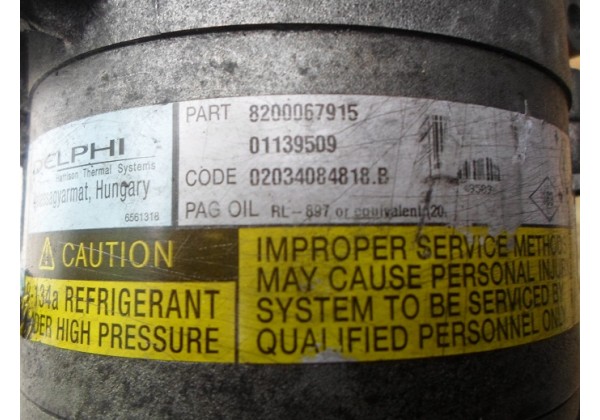 DELPHI
Harrison Thermal Systems
Hungary
6561318
PART 8200067915
01139509
CODE 02034084818.B
PAG OIL RL-897 or equivalent
CAUTION
-134a REFRIGERANT
UNDER HIGH PRESSURE
IMPROPER SERVICE METHODS
MAY CAUSE PERSONAL INJURY
SYSTEM TO BE SERVICED BY
QUALIFIED PERSONNEL ONLY